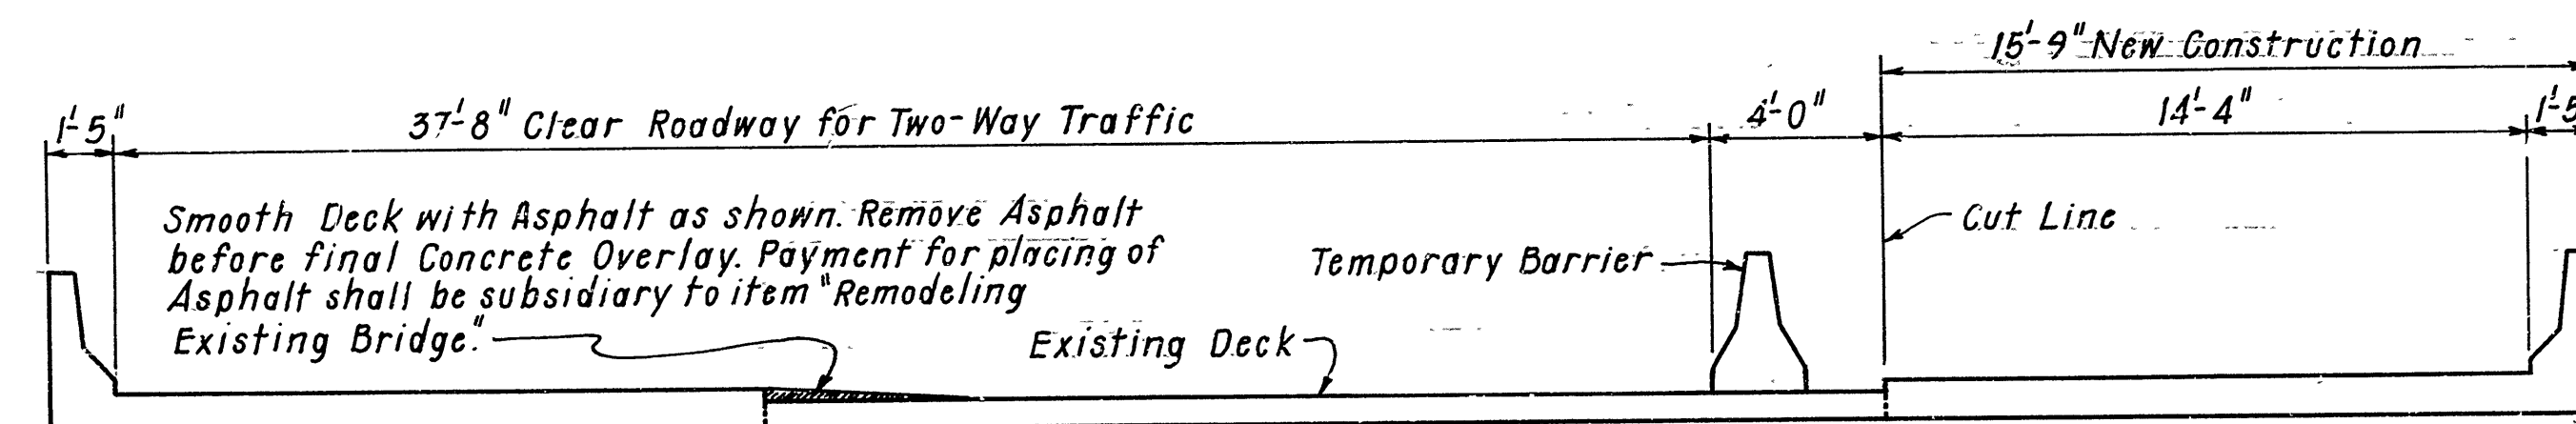 15'-9" New Construction
1'-5"
37'-8" Clear Roadway for Two-Way Traffic
4'-0"
14'-4"
1'-5
Smooth Deck with Asphalt as shown. Remove Asphalt
before final Concrete Overlay. Payment for placing of
Asphalt shall be subsidiary to item "Remodeling
Existing Bridge."
Temporary Barrier
Cut Line
Existing Deck